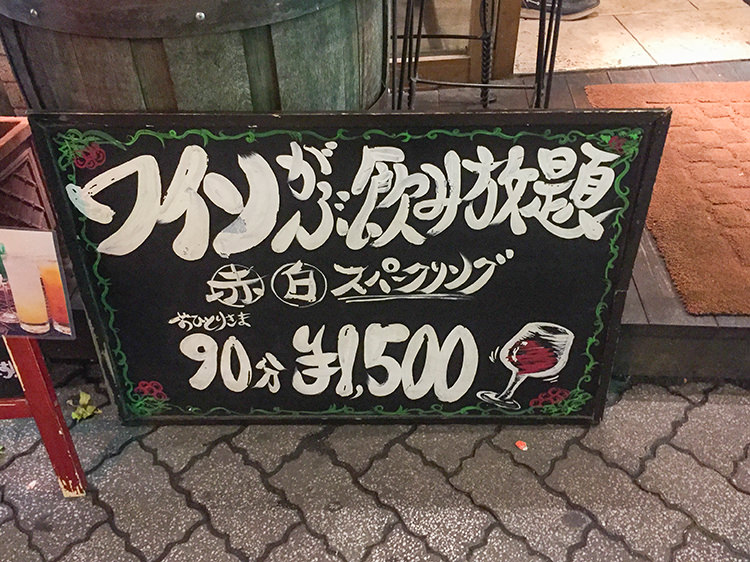 ワインがぶ飲み放題
赤 白 スパークリング
おひとりさま
90分 ¥1,500